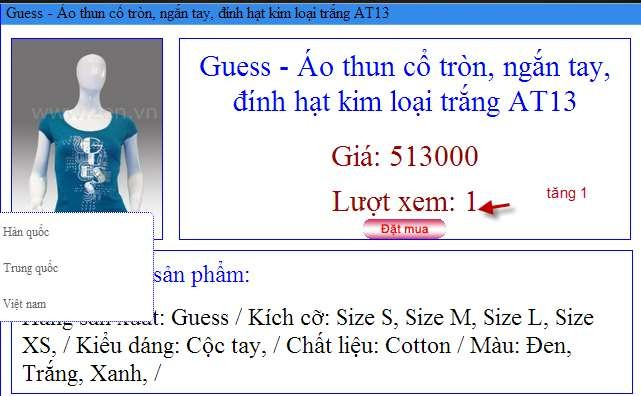 Guess - Áo thun cổ tròn, ngắn tay, đính hạt kim loại trắng AT13
www.zen.vn
Guess - Áo thun cổ tròn, ngắn tay,
đính hạt kim loại trắng AT13
Giá: 513000
Lượt xem: 1
tăng 1
Đặt mua
Hàn quốc
Trung quốc
Việt nam
sản phẩm:
Hãng sản xuất: Guess / Kích cỡ: Size S, Size M, Size L, Size
XS, / Kiểu dáng: Cộc tay, / Chất liệu: Cotton / Màu: Đen,
Trắng, Xanh, /